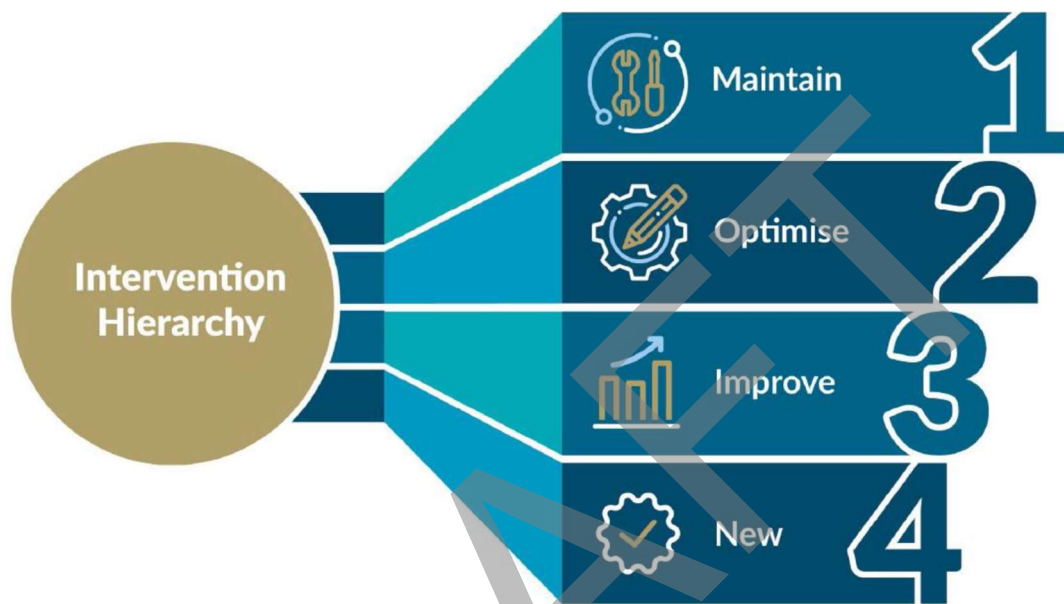 Intervention
Hierarchy
Maintain
1
Optimise
2
Improve
3
New
4